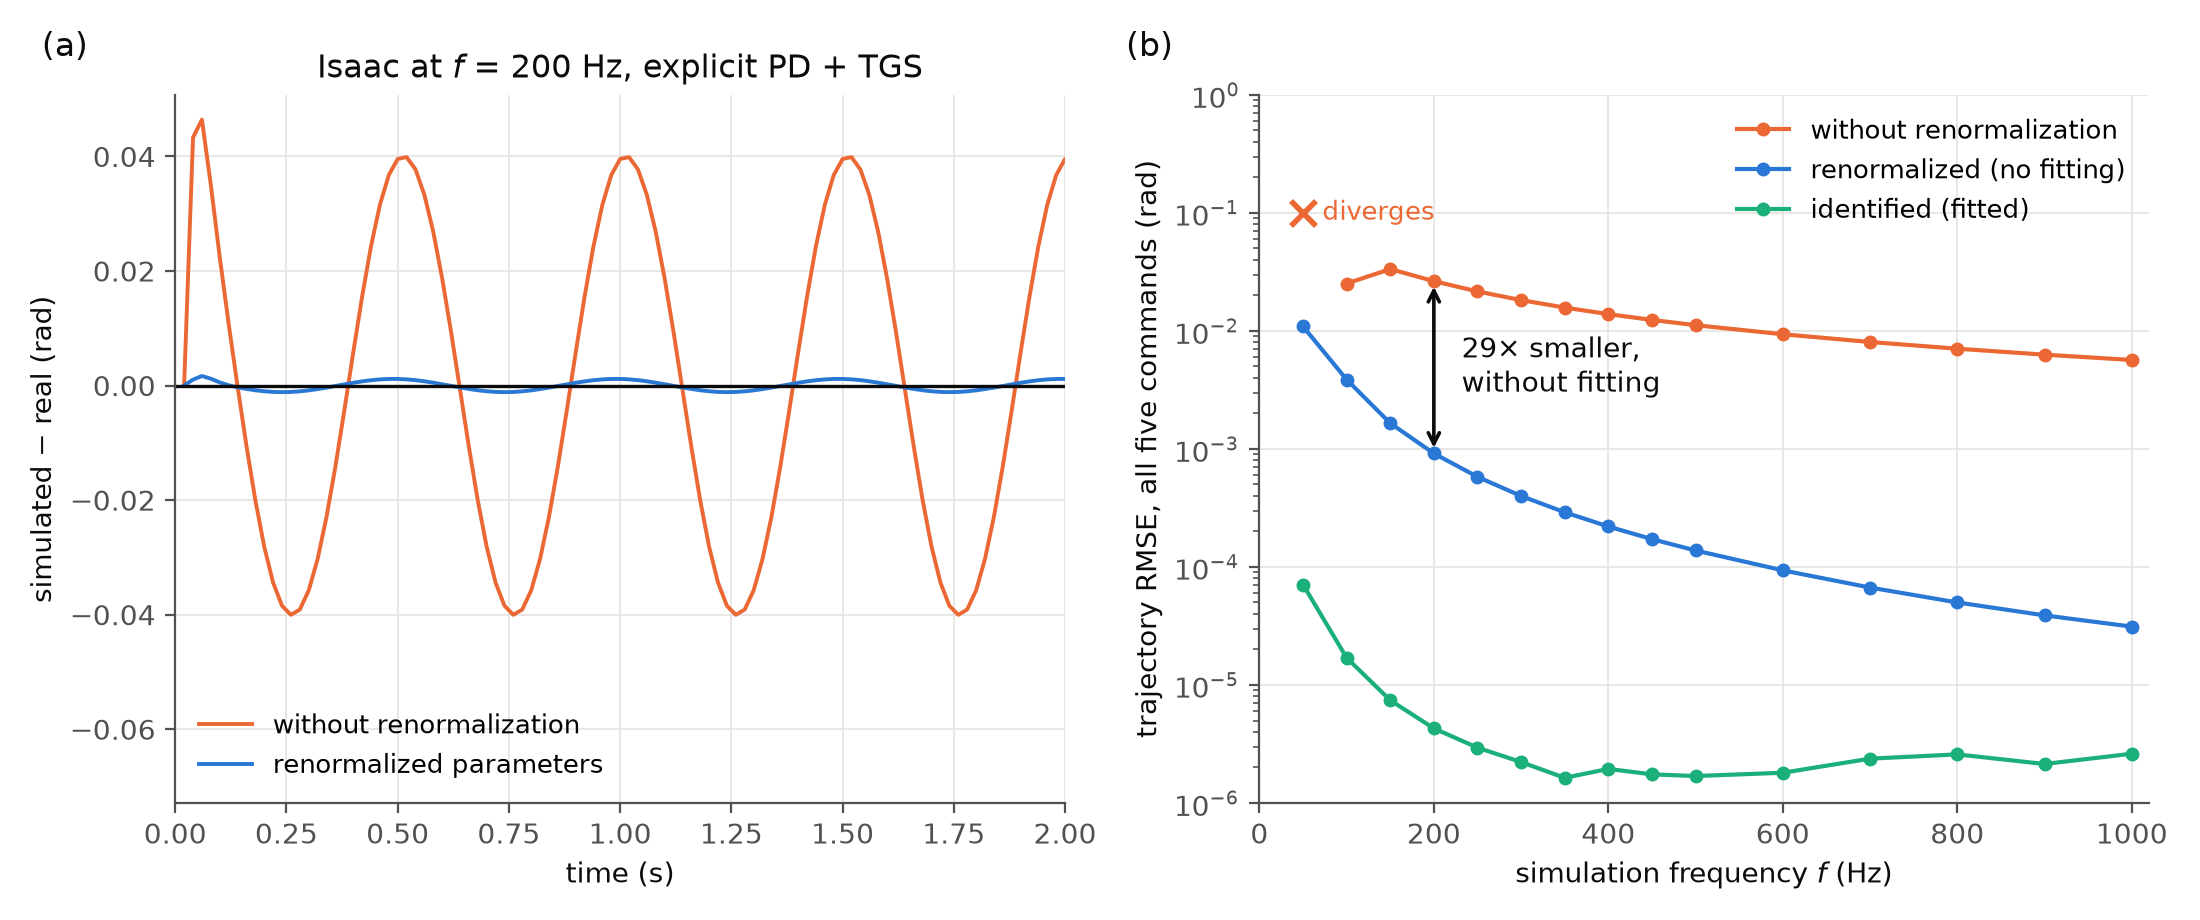 (a)
Isaac at f = 200 Hz, explicit PD + TGS
simulated − real (rad)
0.04
0.02
0.00
−0.02
−0.04
−0.06
without renormalization
renormalized parameters
0.00 0.25 0.50 0.75 1.00 1.25 1.50 1.75 2.00
time (s)
(b)
trajectory RMSE, all five commands (rad)
10⁰
10⁻¹
10⁻²
10⁻³
10⁻⁴
10⁻⁵
10⁻⁶
without renormalization
renormalized (no fitting)
identified (fitted)
diverges
29× smaller,
without fitting
0 200 400 600 800 1000
simulation frequency f (Hz)